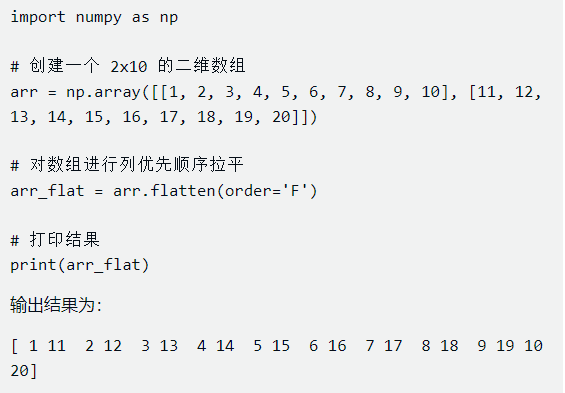 import numpy as np
# 创建一个 2x10 的二维数组
arr = np.array([[1, 2, 3, 4, 5, 6, 7, 8, 9, 10], [11, 12,
13, 14, 15, 16, 17, 18, 19, 20]])
# 对数组进行列优先顺序拉平
arr_flat = arr.flatten(order='F')
# 打印结果
print(arr_flat)
输出结果为：
[ 1 11  2 12  3 13  4 14  5 15  6 16  7 17  8 18  9 19 10
20]